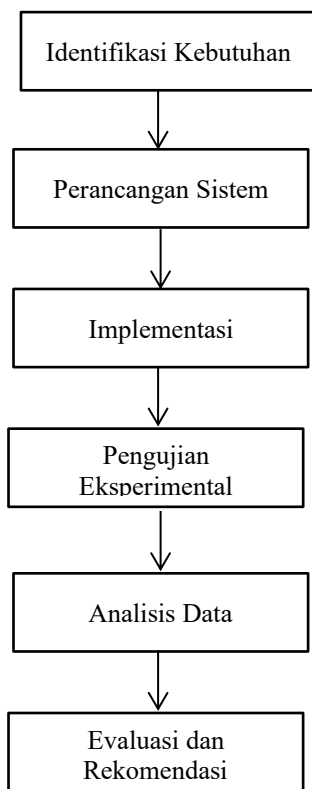 Identifikasi Kebutuhan
Perancangan Sistem
Implementasi
Pengujian
Eksperimental
Analisis Data
Evaluasi dan
Rekomendasi